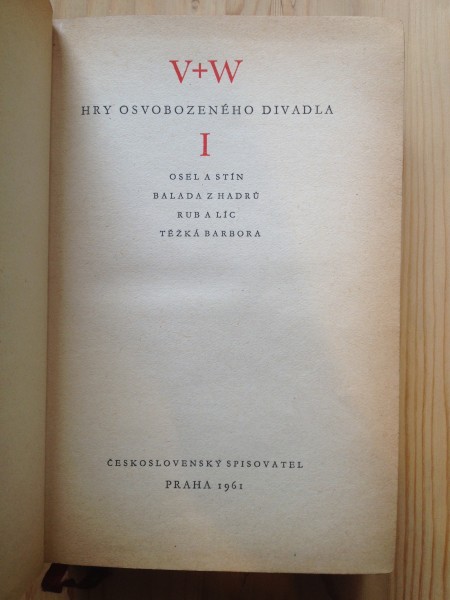 V+W
HRY OSVOBOZENÉHO DIVADLA
I
OSEL A STÍN
BALADA Z HADRŮ
RUB A LÍC
TĚŽKÁ BARBORA
ČESKOSLOVENSKÝ SPISOVATEL
PRAHA 1961